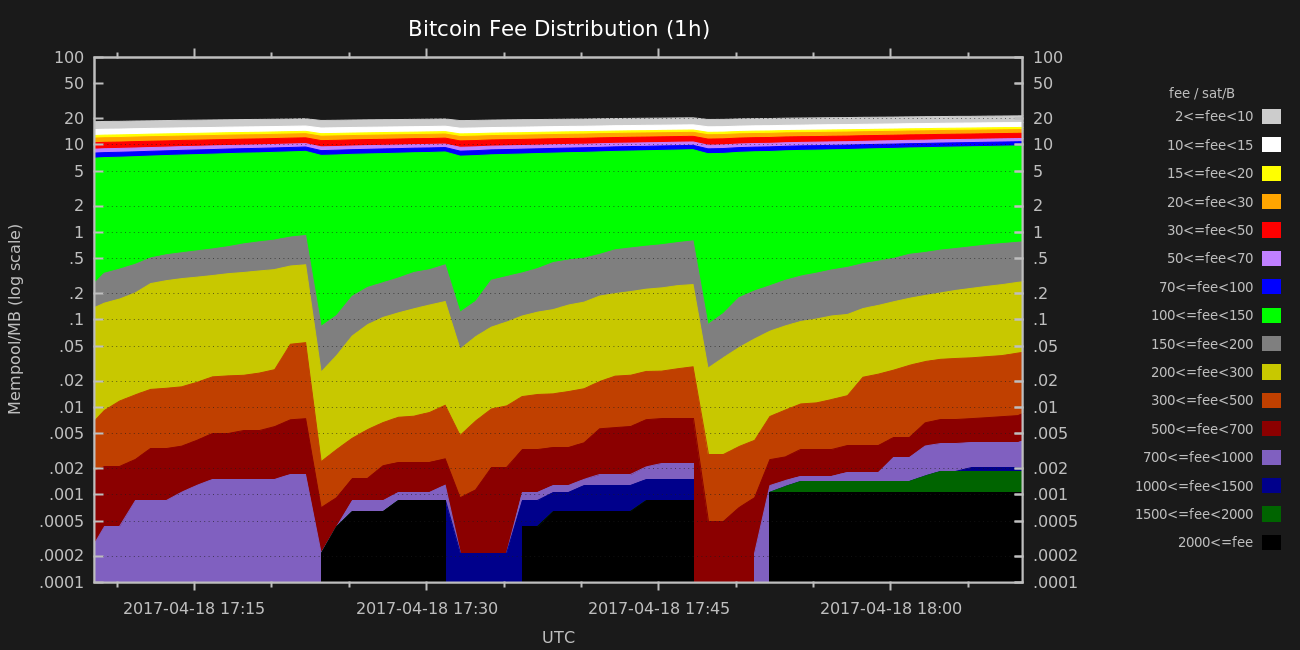 Bitcoin Fee Distribution (1h)
100 100
50 50
20 20
10 10
5 5
2 2
1 1
.5 .5
.2 .2
.1 .1
.05 .05
.02 .02
.01 .01
.005 .005
.002 .002
.001 .001
.0005 .0005
.0002 .0002
.0001 .0001
Mempool/MB (log scale)
2017-04-18 17:15 2017-04-18 17:30 2017-04-18 17:45 2017-04-18 18:00
UTC
fee / sat/B
2<=fee<10
10<=fee<15
15<=fee<20
20<=fee<30
30<=fee<50
50<=fee<70
70<=fee<100
100<=fee<150
150<=fee<200
200<=fee<300
300<=fee<500
500<=fee<700
700<=fee<1000
1000<=fee<1500
1500<=fee<2000
2000<=fee